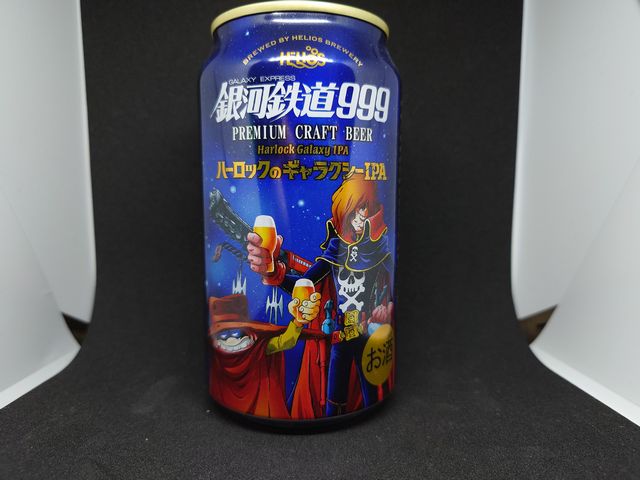 BREWED BY HELIOS BREWERY
HELIOS
GALAXY EXPRESS
銀河鉄道999
PREMIUM CRAFT BEER
Harlock Galaxy IPA
ハーロックのギャラクシーIPA
お酒